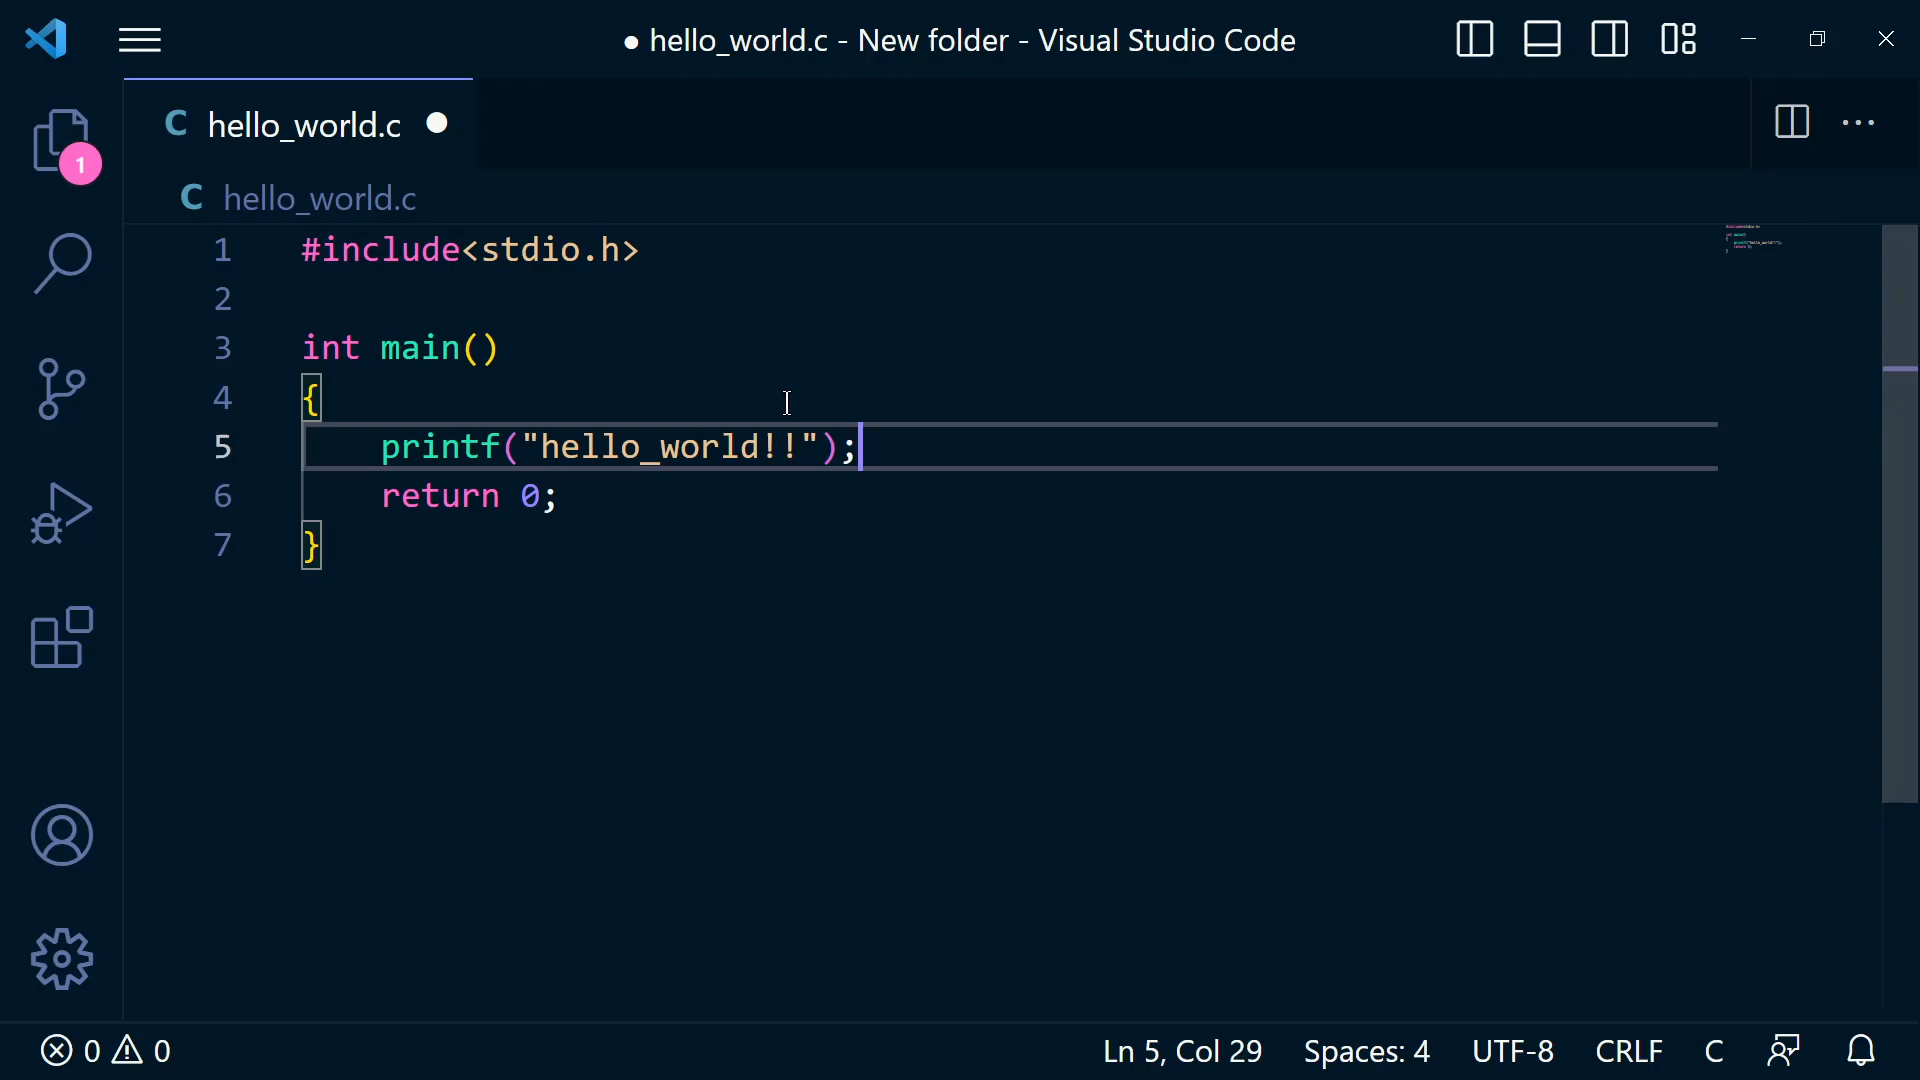 ● hello_world.c - New folder - Visual Studio Code
C hello_world.c ●
1
C hello_world.c
1 #include<stdio.h>
2
3 int main()
4 {
5     printf("hello_world!!");
6     return 0;
7 }
0 0 Ln 5, Col 29 Spaces: 4 UTF-8 CRLF C